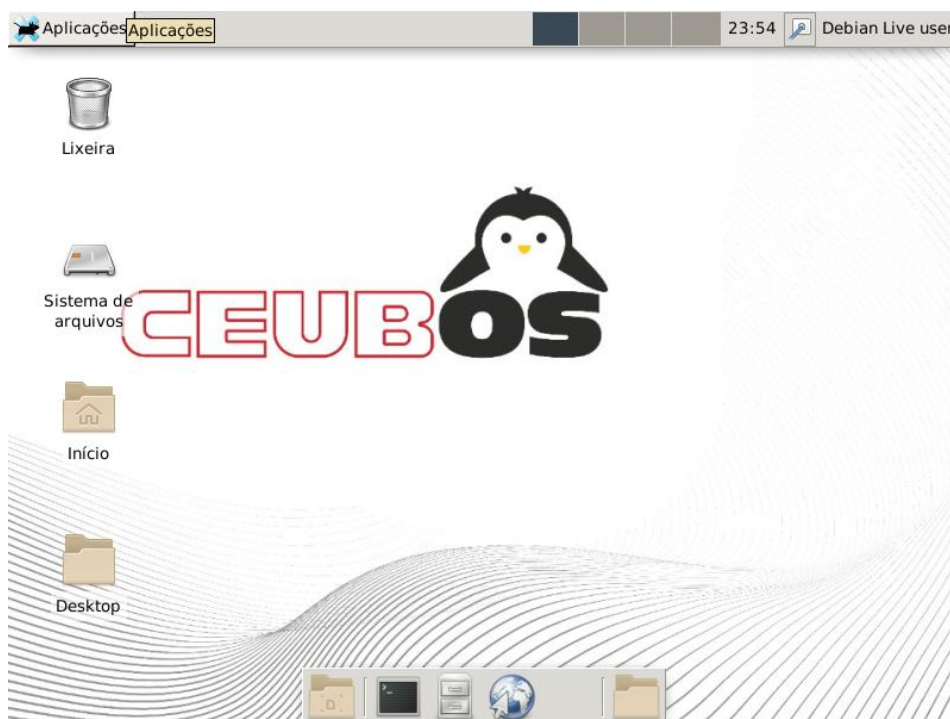 Aplicações Aplicações 23:54 Debian Live user
Lixeira
Sistema de
arquivos
CEUBOS
Início
Desktop